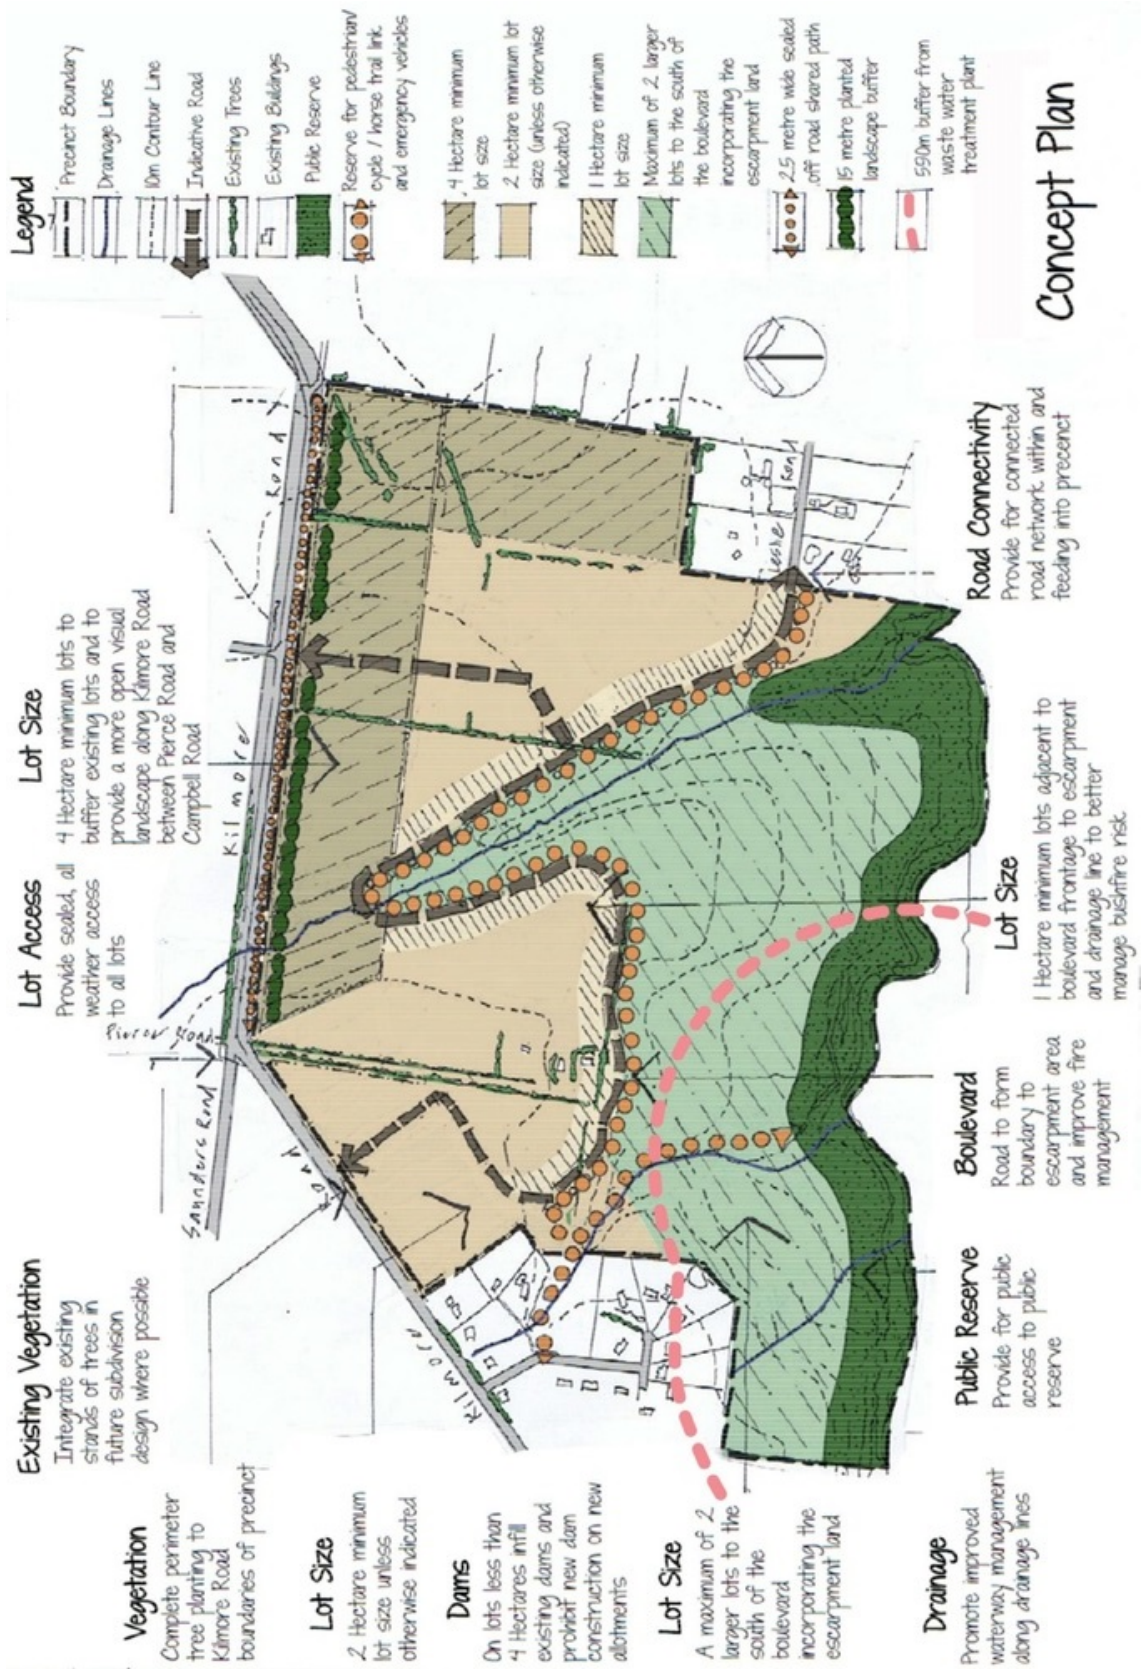 Existing Vegetation
Integrate existing
stands of trees in
future subdivision
design where possible
Lot Access
Provide sealed, all
weather access
to all lots
Lot Size
4 Hectare minimum lots to
buffer existing lots and to
provide a more open visual
landscape along Kilmore Road
between Pierce Road and
Campbell Road
Legend
Precinct Boundary
Drainage Lines
10m Contour Line
Indicative Road
Existing Trees
Existing Buildings
Public Reserve
Reserve for pedestrian/
cycle / horse trail link
and emergency vehicles
4 Hectare minimum
lot size
2 Hectare minimum lot
size (unless otherwise
indicated)
1 Hectare minimum
lot size
Maximum of 2 larger
lots to the south of
the boulevard
incorporating the
escarpment land
2.5 metre wide sealed
off road shared path
15 metre planted
landscape buffer
550m buffer from
waste water
treatment plant
Concept Plan
Vegetation
Complete perimeter
tree planting to
Kilmore Road
boundaries of precinct
Lot Size
2 Hectare minimum
lot size unless
otherwise indicated
Dams
On lots less than
4 Hectares infill
existing dams and
prohibit new dam
construction on new
allotments
Lot Size
A maximum of 2
larger lots to the
south of the
boulevard
incorporating the
escarpment land
Drainage
Promote improved
waterway management
along drainage lines
Sanders Road
Kilmore Road
Kilmore Road
Leslie Road
Public Reserve
Provide for public
access to public
reserve
Boulevard
Road to form
boundary to
escarpment area
and improve fire
management
Lot Size
1 Hectare minimum lots adjacent to
boulevard frontage to escarpment
and drainage line to better
manage bushfire risk
Road Connectivity
Provide for connected
road network within and
feeding into precenct